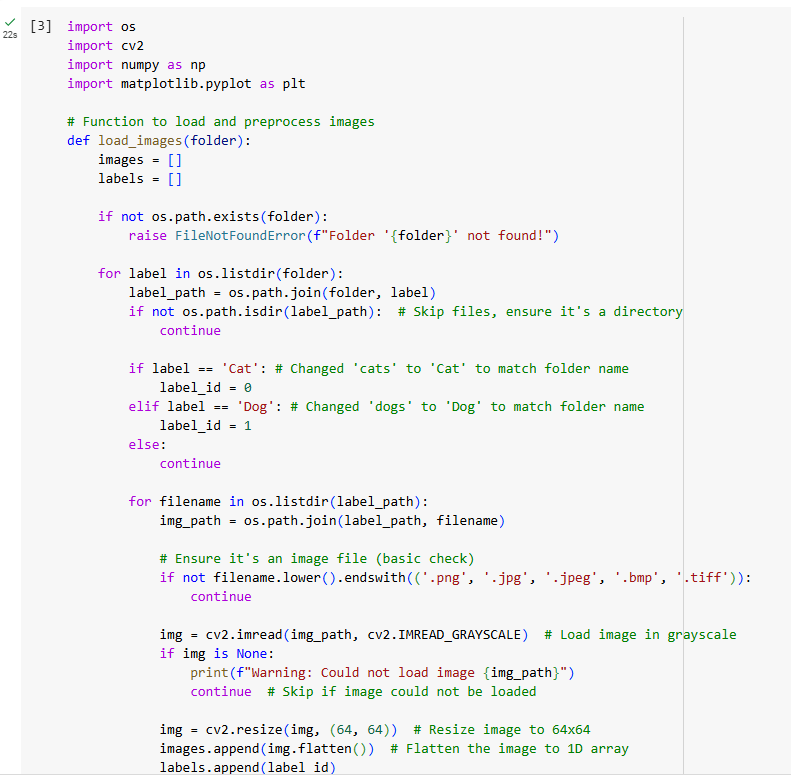 [3] import os
22s
import cv2
import numpy as np
import matplotlib.pyplot as plt
# Function to load and preprocess images
def load_images(folder):
    images = []
    labels = []
    if not os.path.exists(folder):
        raise FileNotFoundError(f"Folder '{folder}' not found!")
    for label in os.listdir(folder):
        label_path = os.path.join(folder, label)
        if not os.path.isdir(label_path):  # Skip files, ensure it's a directory
            continue
        if label == 'Cat': # Changed 'cats' to 'Cat' to match folder name
            label_id = 0
        elif label == 'Dog': # Changed 'dogs' to 'Dog' to match folder name
            label_id = 1
        else:
            continue
        for filename in os.listdir(label_path):
            img_path = os.path.join(label_path, filename)
            # Ensure it's an image file (basic check)
            if not filename.lower().endswith(('.png', '.jpg', '.jpeg', '.bmp', '.tiff')):
                continue
            img = cv2.imread(img_path, cv2.IMREAD_GRAYSCALE)  # Load image in grayscale
            if img is None:
                print(f"Warning: Could not load image {img_path}")
                continue  # Skip if image could not be loaded
            img = cv2.resize(img, (64, 64))  # Resize image to 64x64
            images.append(img.flatten())  # Flatten the image to 1D array
            labels.append(label_id)